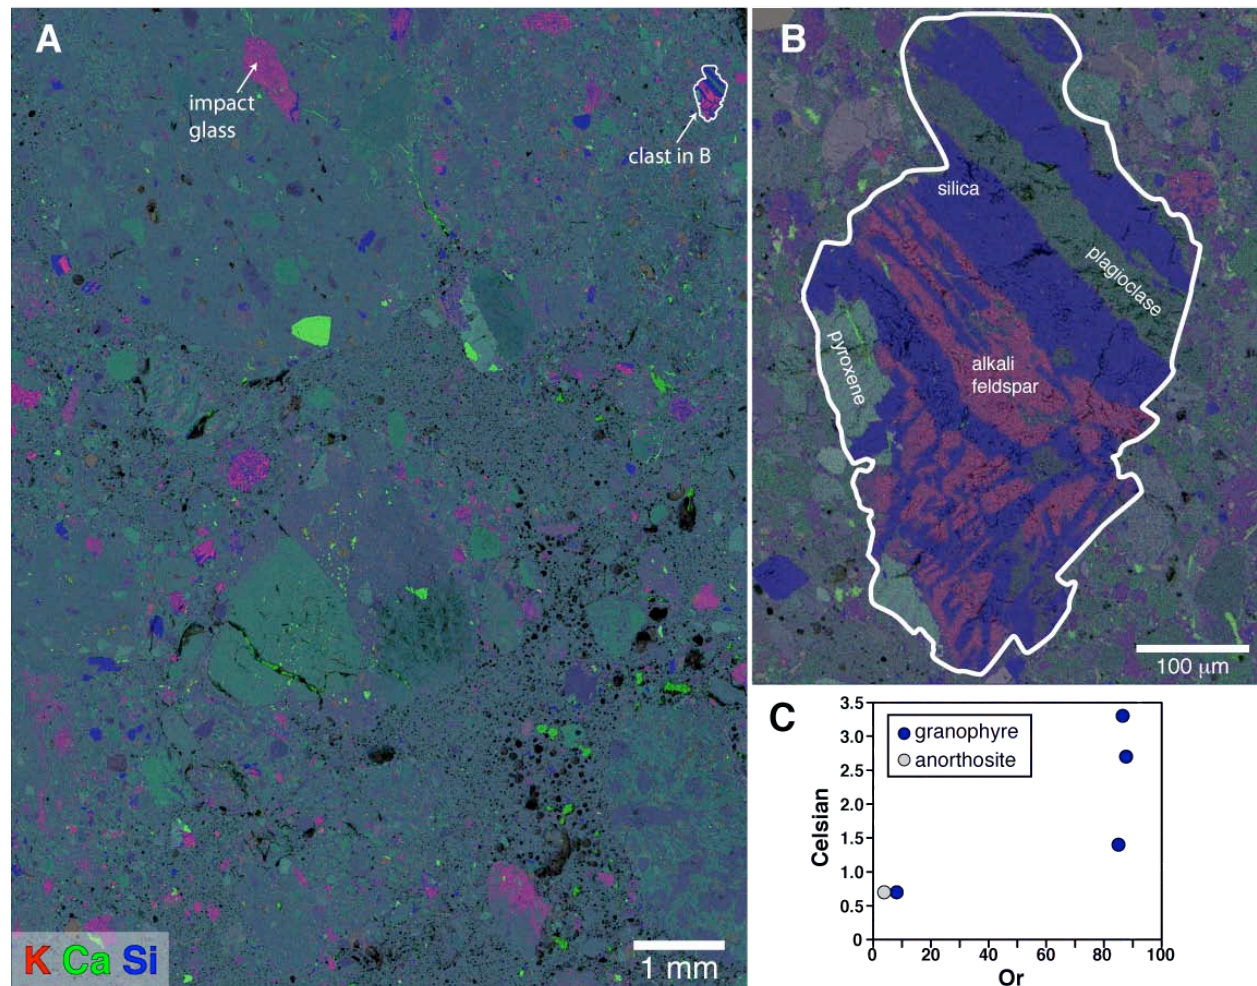 A
impact
glass
clast in B
K Ca Si
1 mm
B
silica
plagioclase
pyroxene
alkali
feldspar
100 μm
C
3.5
3.0
2.5
2.0
1.5
1.0
0.5
0
Celsian
granophyre
anorthosite
0 20 40 60 80 100
Or